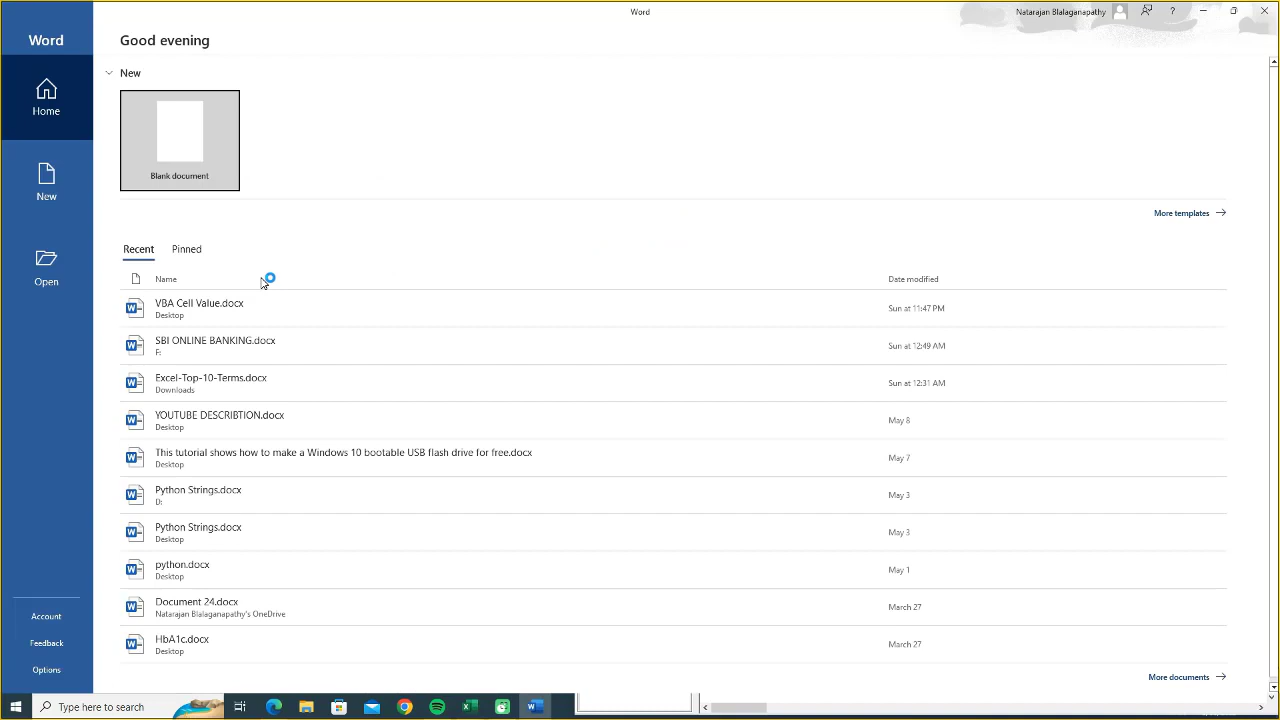 Word
Natarajan Blalaganapathy
?
Word
Good evening
Home
New
Blank document
New
More templates
Recent Pinned
Open
Name Date modified
VBA Cell Value.docx
Desktop
Sun at 11:47 PM
SBI ONLINE BANKING.docx
F:
Sun at 12:49 AM
Excel-Top-10-Terms.docx
Downloads
Sun at 12:31 AM
YOUTUBE DESCRIBTION.docx
Desktop
May 8
This tutorial shows how to make a Windows 10 bootable USB flash drive for free.docx
Desktop
May 7
Python Strings.docx
D:
May 3
Python Strings.docx
Desktop
May 3
python.docx
Desktop
May 1
Document 24.docx
Natarajan Blalaganapathy's OneDrive
March 27
HbA1c.docx
Desktop
March 27
More documents
Account
Feedback
Options
Type here to search